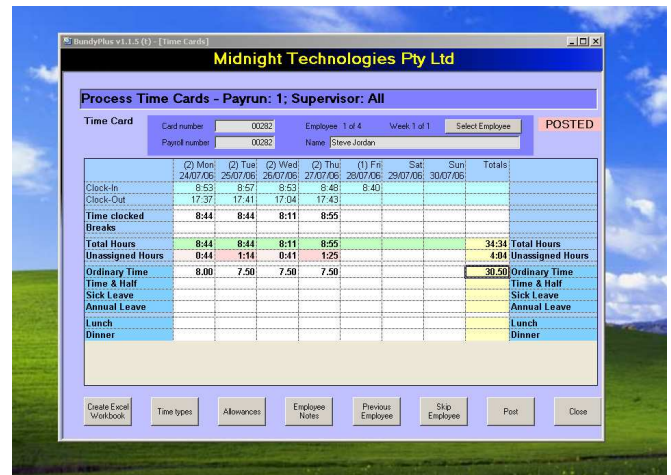 BundyPlus v1.1.5 (t) - [Time Cards]
Midnight Technologies Pty Ltd
Process Time Cards - Payrun: 1; Supervisor: All
Time Card Card number 00282 Employee 1 of 4 Week 1 of 1 Select Employee POSTED
Payroll number 00282 Name Steve Jordan
(2) Mon (2) Tue (2) Wed (2) Thu (1) Fri Sat Sun Totals
24/07/06 25/07/06 26/07/06 27/07/06 28/07/06 29/07/06 30/07/06
Clock-In 8:53 8:57 8:53 8:48 8:40
Clock-Out 17:37 17:41 17:04 17:43
Time clocked 8:44 8:44 8:11 8:55
Breaks
Total Hours 8:44 8:44 8:11 8:55 34:34 Total Hours
Unassigned Hours 0:44 1:14 0:41 1:25 4:04 Unassigned Hours
Ordinary Time 8.00 7.50 7.50 7.50 30.50 Ordinary Time
Time & Half Time & Half
Sick Leave Sick Leave
Annual Leave Annual Leave
Lunch Lunch
Dinner Dinner
Create Excel Workbook Time types Allowances Employee Notes Previous Employee Skip Employee Post Close